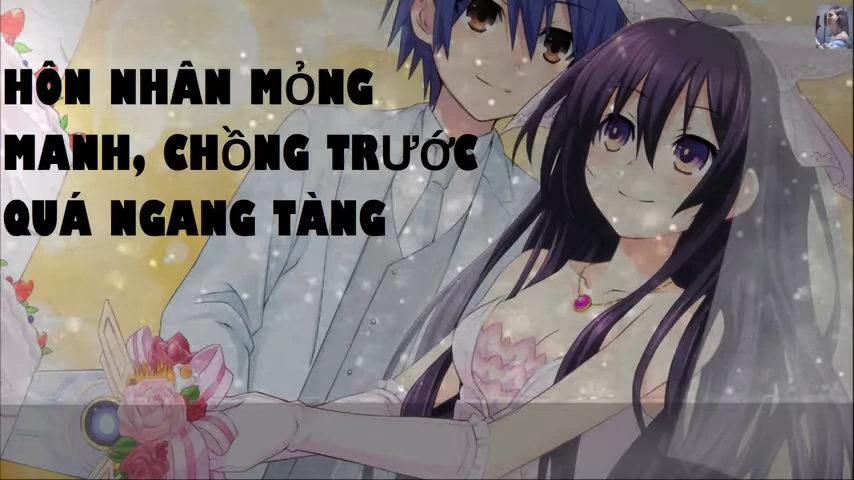 HÔN NHÂN MỎNG
MANH, CHỒNG TRƯỚC
QUÁ NGANG TÀNG